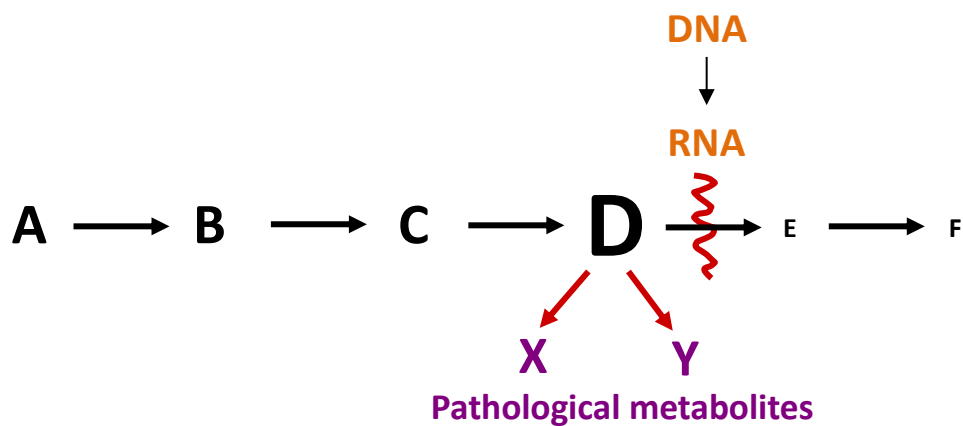 DNA
RNA
A B C D E F
X Y
Pathological metabolites